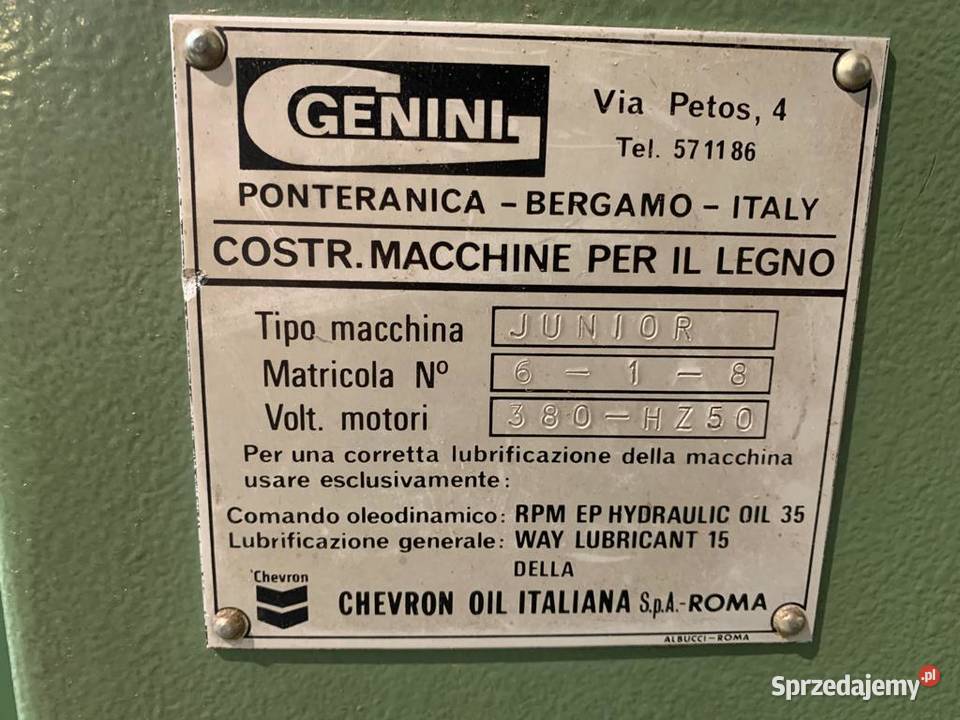 GENINI
Via Petos, 4
Tel. 571186
PONTERANICA - BERGAMO - ITALY
COSTR. MACCHINE PER IL LEGNO
Tipo macchina JUNIOR
Matricola Nº 6-1-8
Volt. motori 380-HZ50
Per una corretta lubrificazione della macchina
usare esclusivamente:
Comando oleodinamico: RPM EP HYDRAULIC OIL 35
Lubrificazione generale: WAY LUBRICANT 15
DELLA
Chevron
CHEVRON OIL ITALIANA S.p.A.-ROMA
ALBUCCI-ROMA
Sprzedajemy.pl